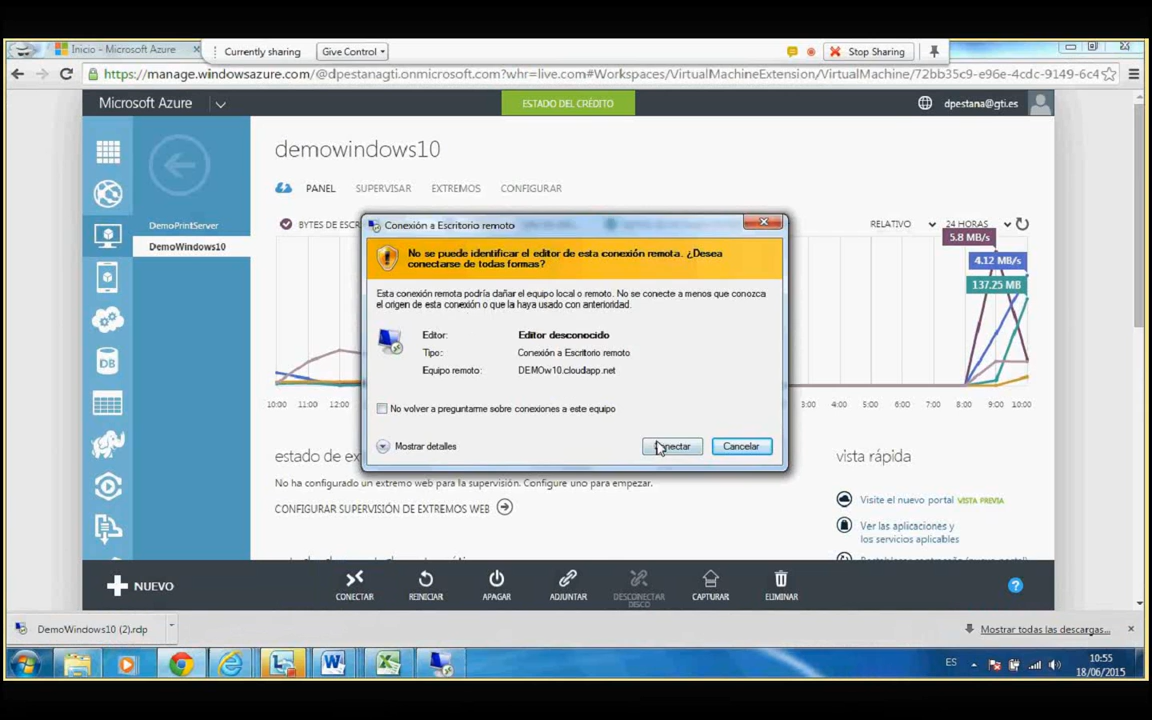 Inicio - Microsoft Azure
Currently sharing
Give Control
Stop Sharing
https://manage.windowsazure.com/@dpestanagti.onmicrosoft.com?whr=live.com#Workspaces/VirtualMachineExtension/VirtualMachine/72bb35c9-e96e-4cdc-9149-6c4
Microsoft Azure
ESTADO DEL CRÉDITO
dpestana@gti.es
demowindows10
PANEL
SUPERVISAR
EXTREMOS
CONFIGURAR
DemoPrintServer
DemoWindows10
BYTES DE ESCR
RELATIVO
24 HORAS
5.8 MB/s
4.12 MB/s
137.25 MB
Conexión a Escritorio remoto
No se puede identificar el editor de esta conexión remota. ¿Desea
conectarse de todas formas?
Esta conexión remota podría dañar el equipo local o remoto. No se conecte a menos que conozca
el origen de esta conexión o que la haya usado con anterioridad.
Editor: Editor desconocido
Tipo: Conexión a Escritorio remoto
Equipo remoto: DEMOw10.cloudapp.net
No volver a preguntarme sobre conexiones a este equipo
Mostrar detalles
Cancelar
10:00 11:00 12:00
3:00 4:00 5:00 6:00 7:00 8:00 9:00 10:00
estado de ex
No ha configurado un extremo web para la supervisión. Configure uno para empezar.
CONFIGURAR SUPERVISIÓN DE EXTREMOS WEB
vista rápida
Visite el nuevo portal VISTA PREVIA
Ver las aplicaciones y
los servicios aplicables
DB
NUEVO
CONECTAR
REINICIAR
APAGAR
ADJUNTAR
DESCONECTAR
DISCO
CAPTURAR
ELIMINAR
?
DemoWindows10 (2).rdp
Mostrar todas las descargas...
ES
10:55
18/06/2015